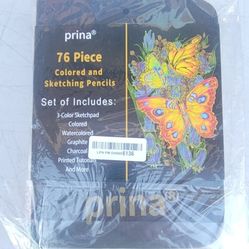 prina®
76 Piece
Colored and
Sketching Pencils
Set of Includes:
3-Color Sketchpad
Colored
Watercolored
Graphite
Charcoal
Printed Tutorial
And More
prina®